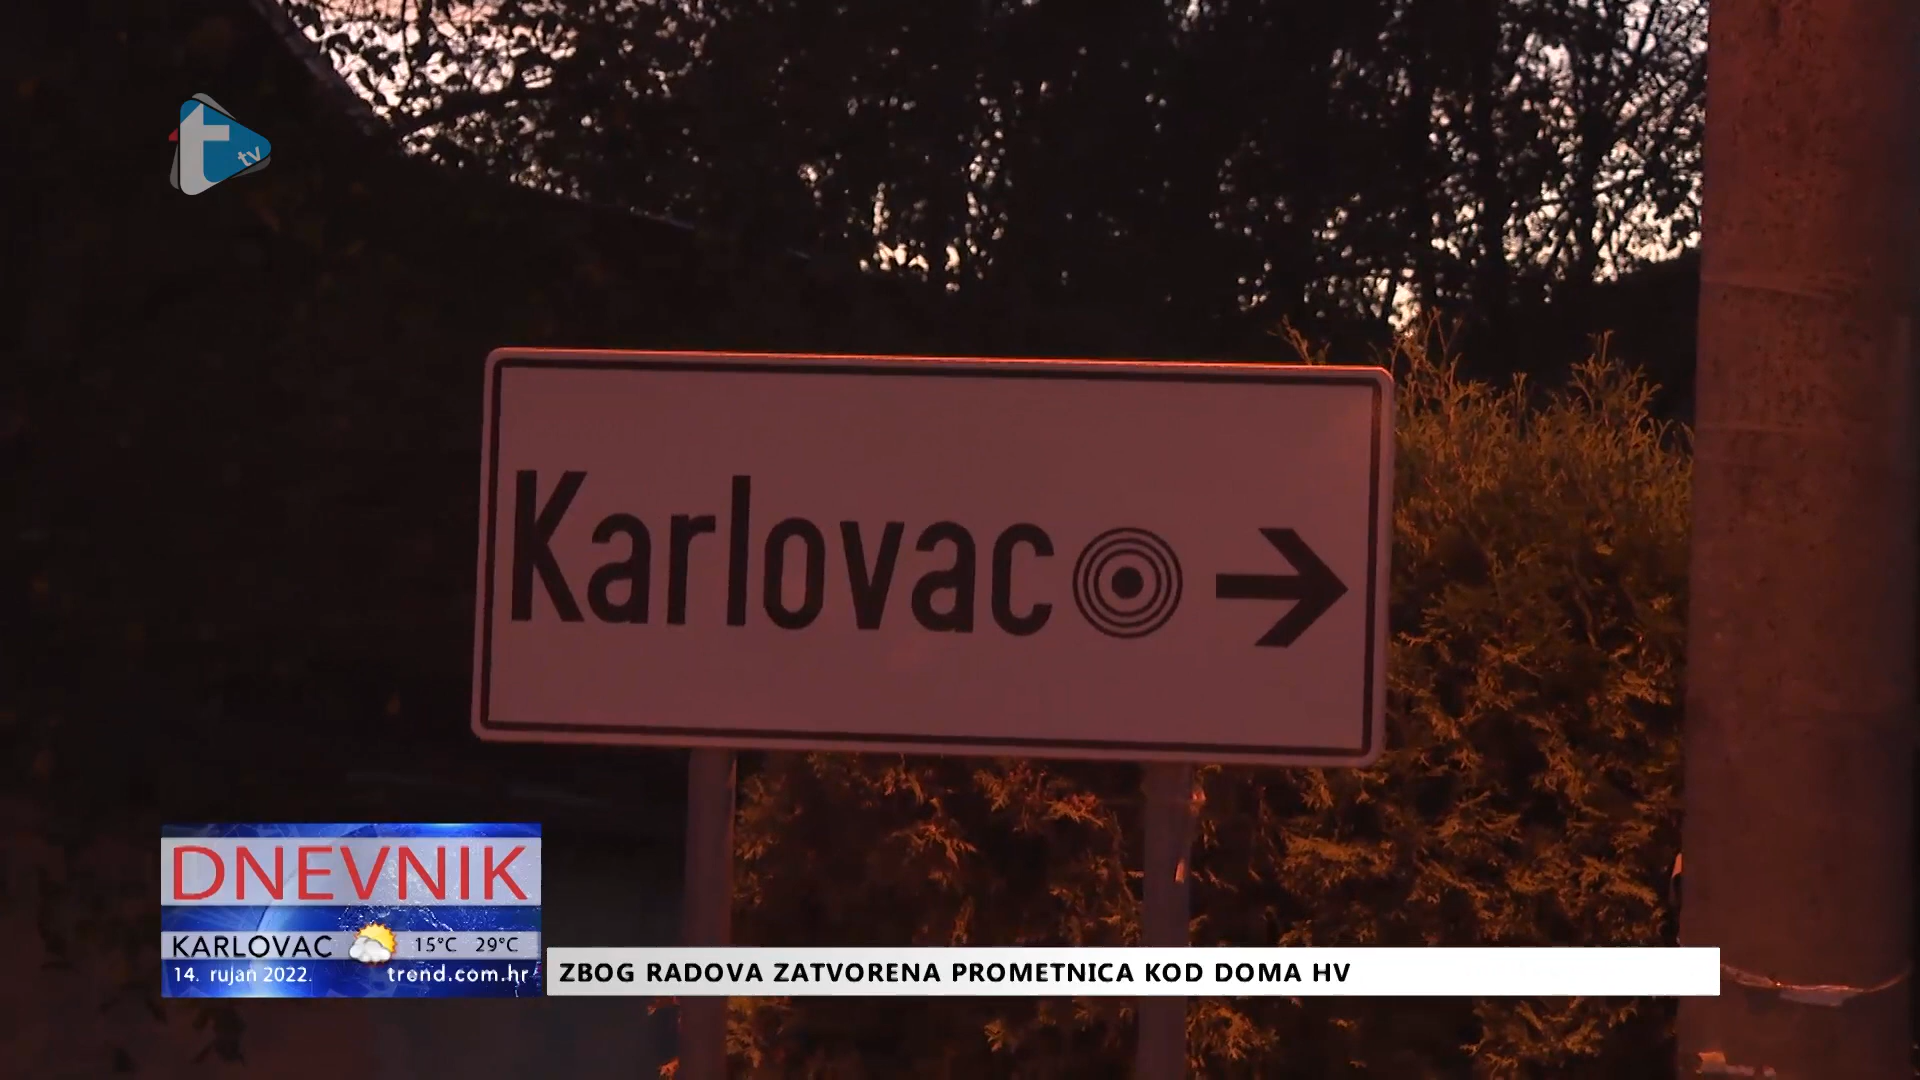 t
tv
Karlovac
DNEVNIK
KARLOVAC 15°C 29°C
14. rujan 2022. trend.com.hr
ZBOG RADOVA ZATVORENA PROMETNICA KOD DOMA HV